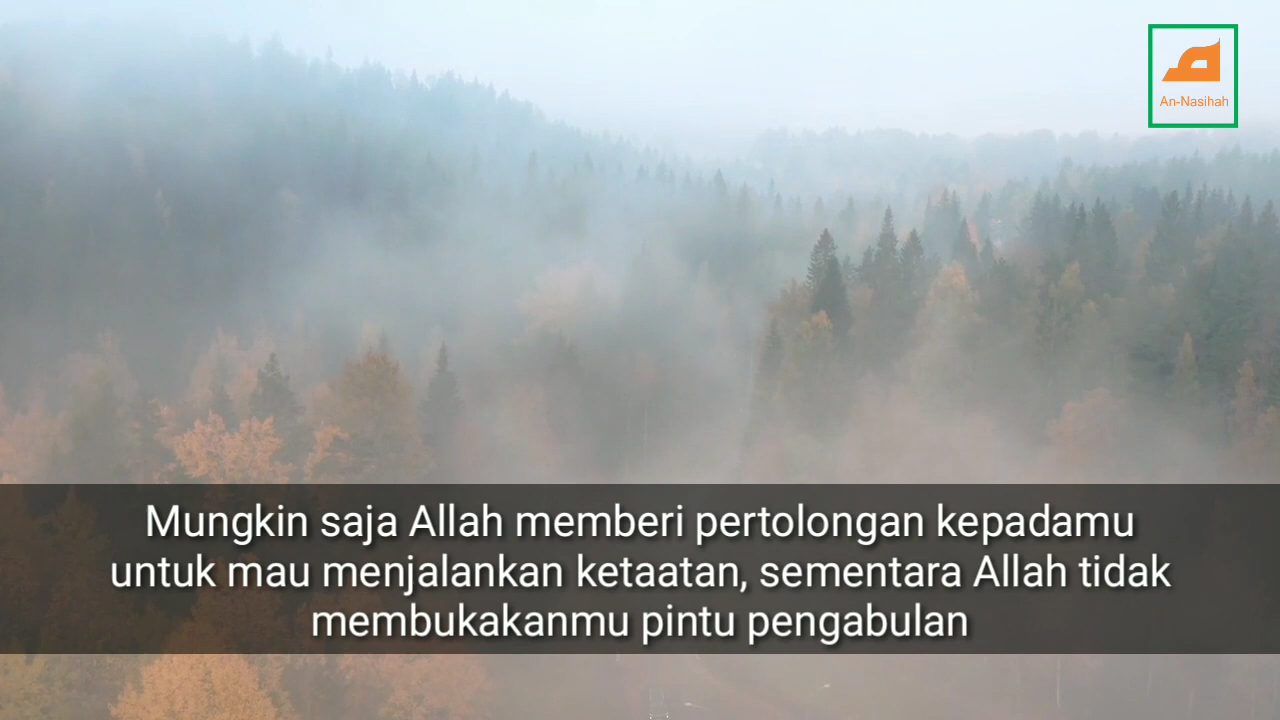 An-Nasihah
Mungkin saja Allah memberi pertolongan kepadamu
untuk mau menjalankan ketaatan, sementara Allah tidak
membukakanmu pintu pengabulan